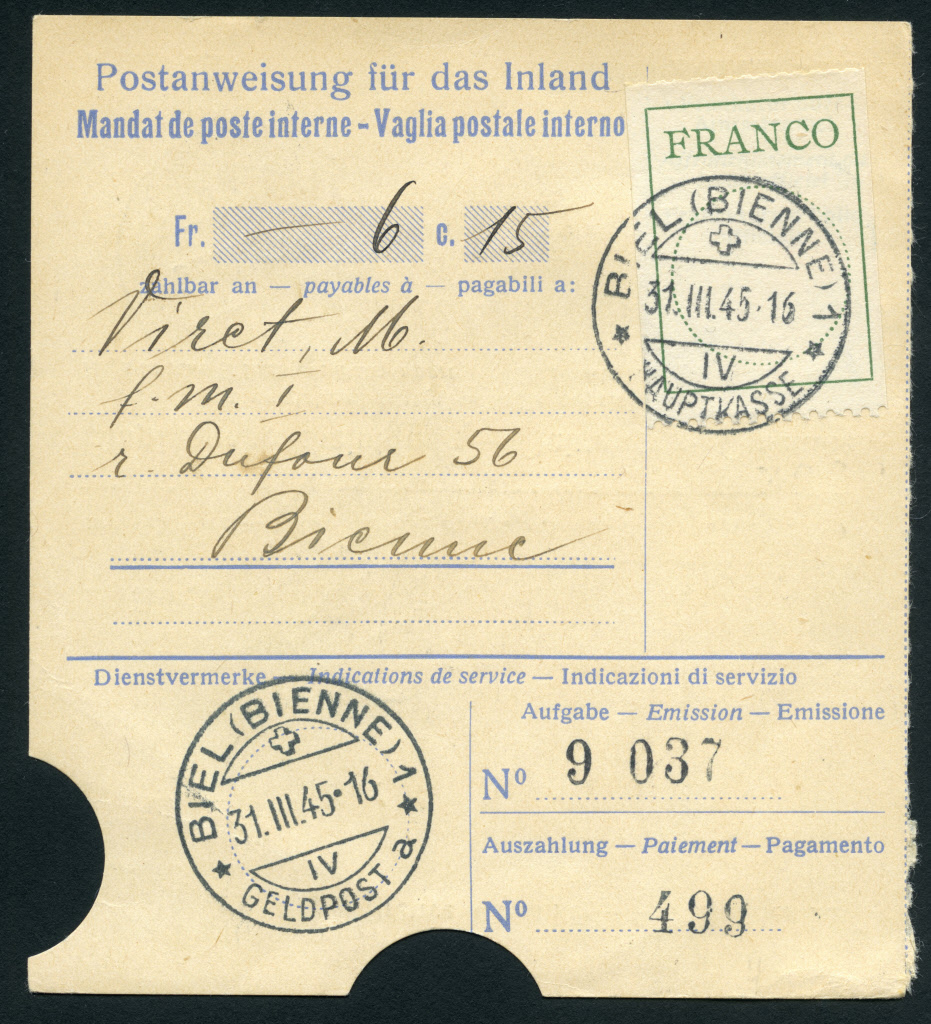 Postanweisung für das Inland
Mandat de poste interne - Vaglia postale interno
FRANCO
Fr. — 6 c. 15
zahlbar an — payables à — pagabili a:
Viret, M.
f. m. I
r. Dufour 56
Bienne
BIEL (BIENNE) 1
31.III.45·16
IV
HAUPTKASSE
Dienstvermerke — Indications de service — Indicazioni di servizio
BIEL (BIENNE) 1
31.III.45·16
IV
GELDPOST a
Aufgabe — Emission — Emissione
Nº 9 037
Auszahlung — Paiement — Pagamento
Nº 499